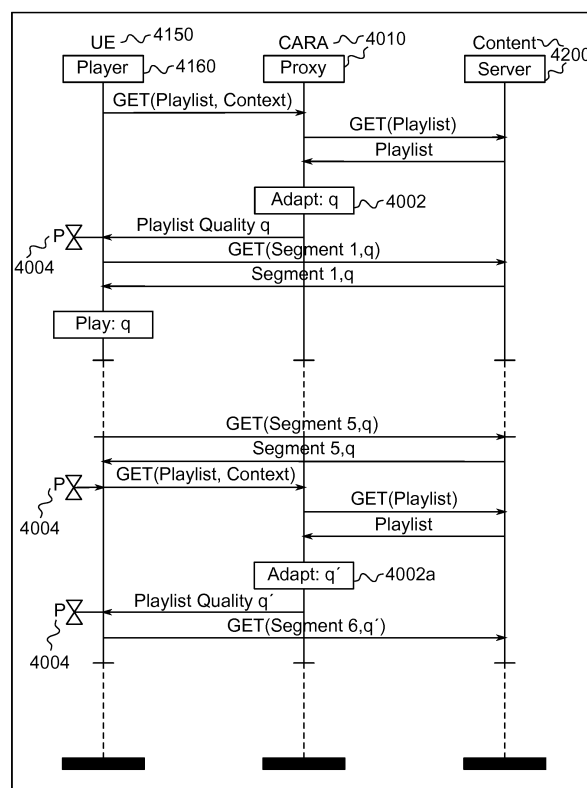 UE 4150
CARA 4010
Content
4200
Player 4160
Proxy
Server
GET(Playlist, Context)
GET(Playlist)
Playlist
Adapt: q 4002
P Playlist Quality q
4004
GET(Segment 1,q)
Segment 1,q
Play: q
GET(Segment 5,q)
Segment 5,q
P GET(Playlist, Context)
4004
GET(Playlist)
Playlist
Adapt: q´ 4002a
P Playlist Quality q´
4004
GET(Segment 6,q´)